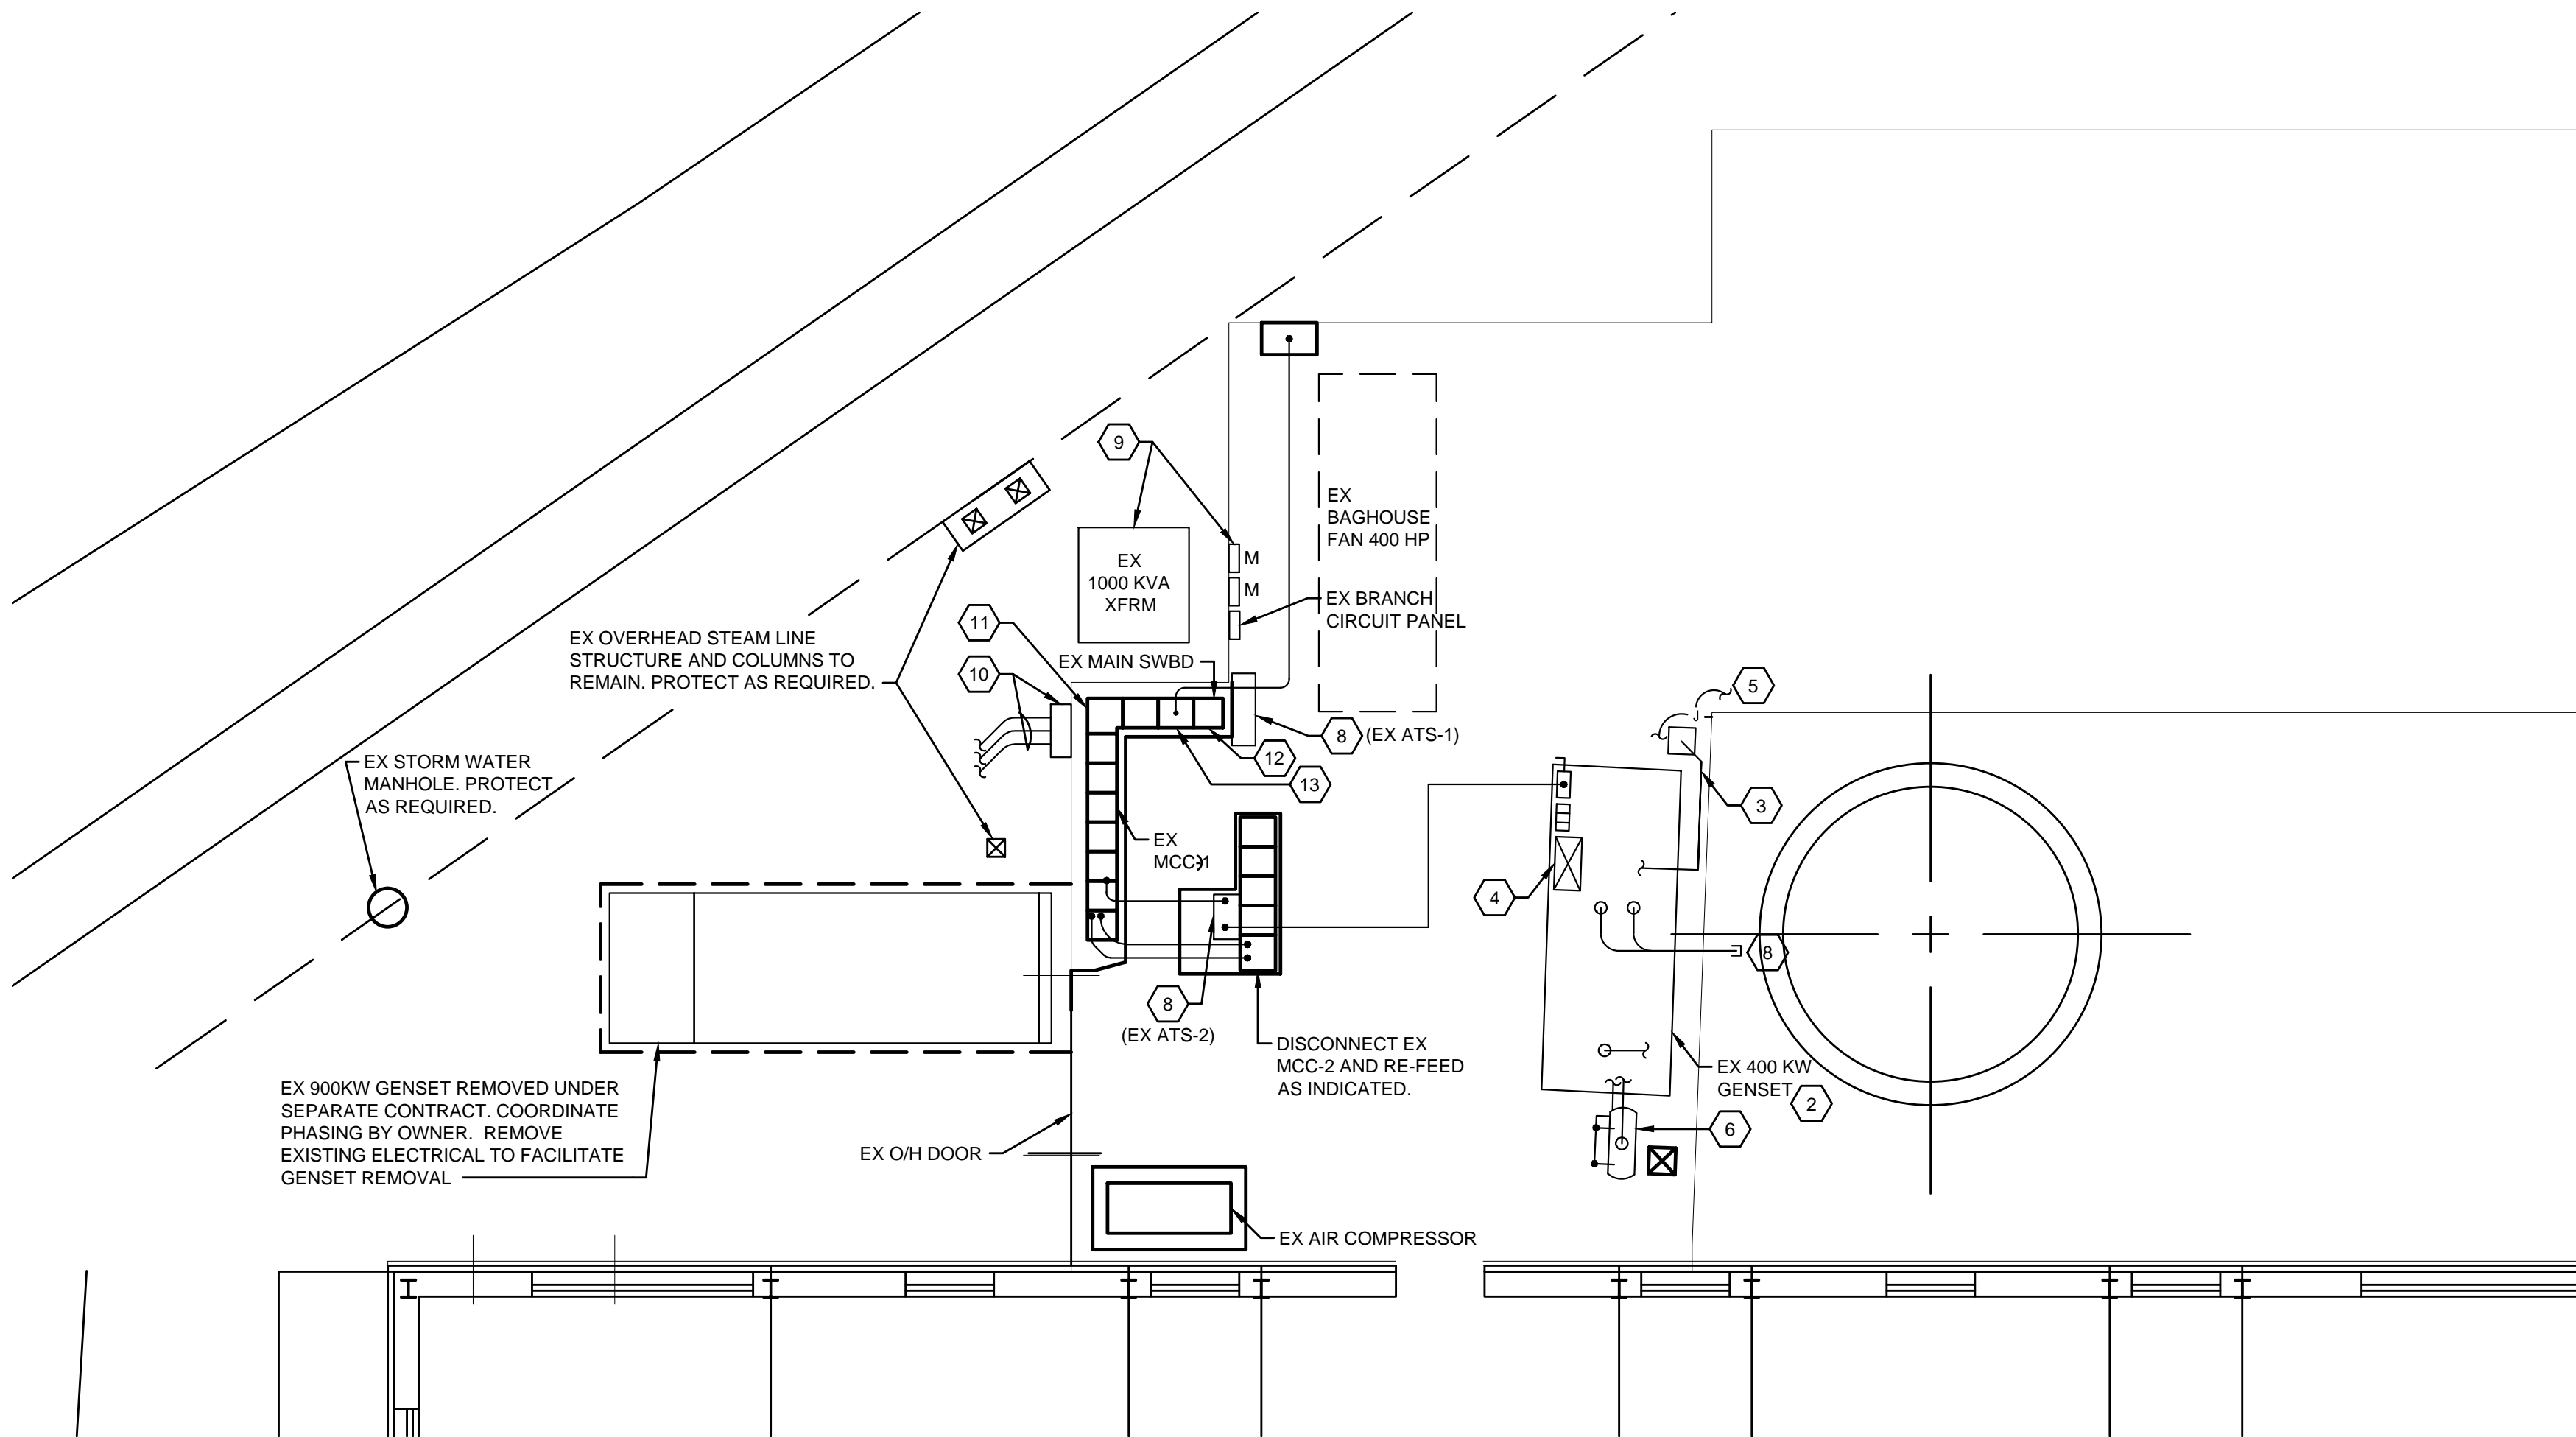 9
EX
BAGHOUSE
FAN 400 HP
M
M
EX
1000 KVA
XFRM
EX BRANCH
CIRCUIT PANEL
11
EX OVERHEAD STEAM LINE
STRUCTURE AND COLUMNS TO
REMAIN. PROTECT AS REQUIRED.
10
EX MAIN SWBD
5
8 (EX ATS-1)
12
13
3
EX STORM WATER
MANHOLE. PROTECT
AS REQUIRED.
EX
MCC-1
4
8
8
(EX ATS-2)
DISCONNECT EX
MCC-2 AND RE-FEED
AS INDICATED.
EX 400 KW
GENSET
2
6
EX 900KW GENSET REMOVED UNDER
SEPARATE CONTRACT. COORDINATE
PHASING BY OWNER. REMOVE
EXISTING ELECTRICAL TO FACILITATE
GENSET REMOVAL
EX O/H DOOR
EX AIR COMPRESSOR